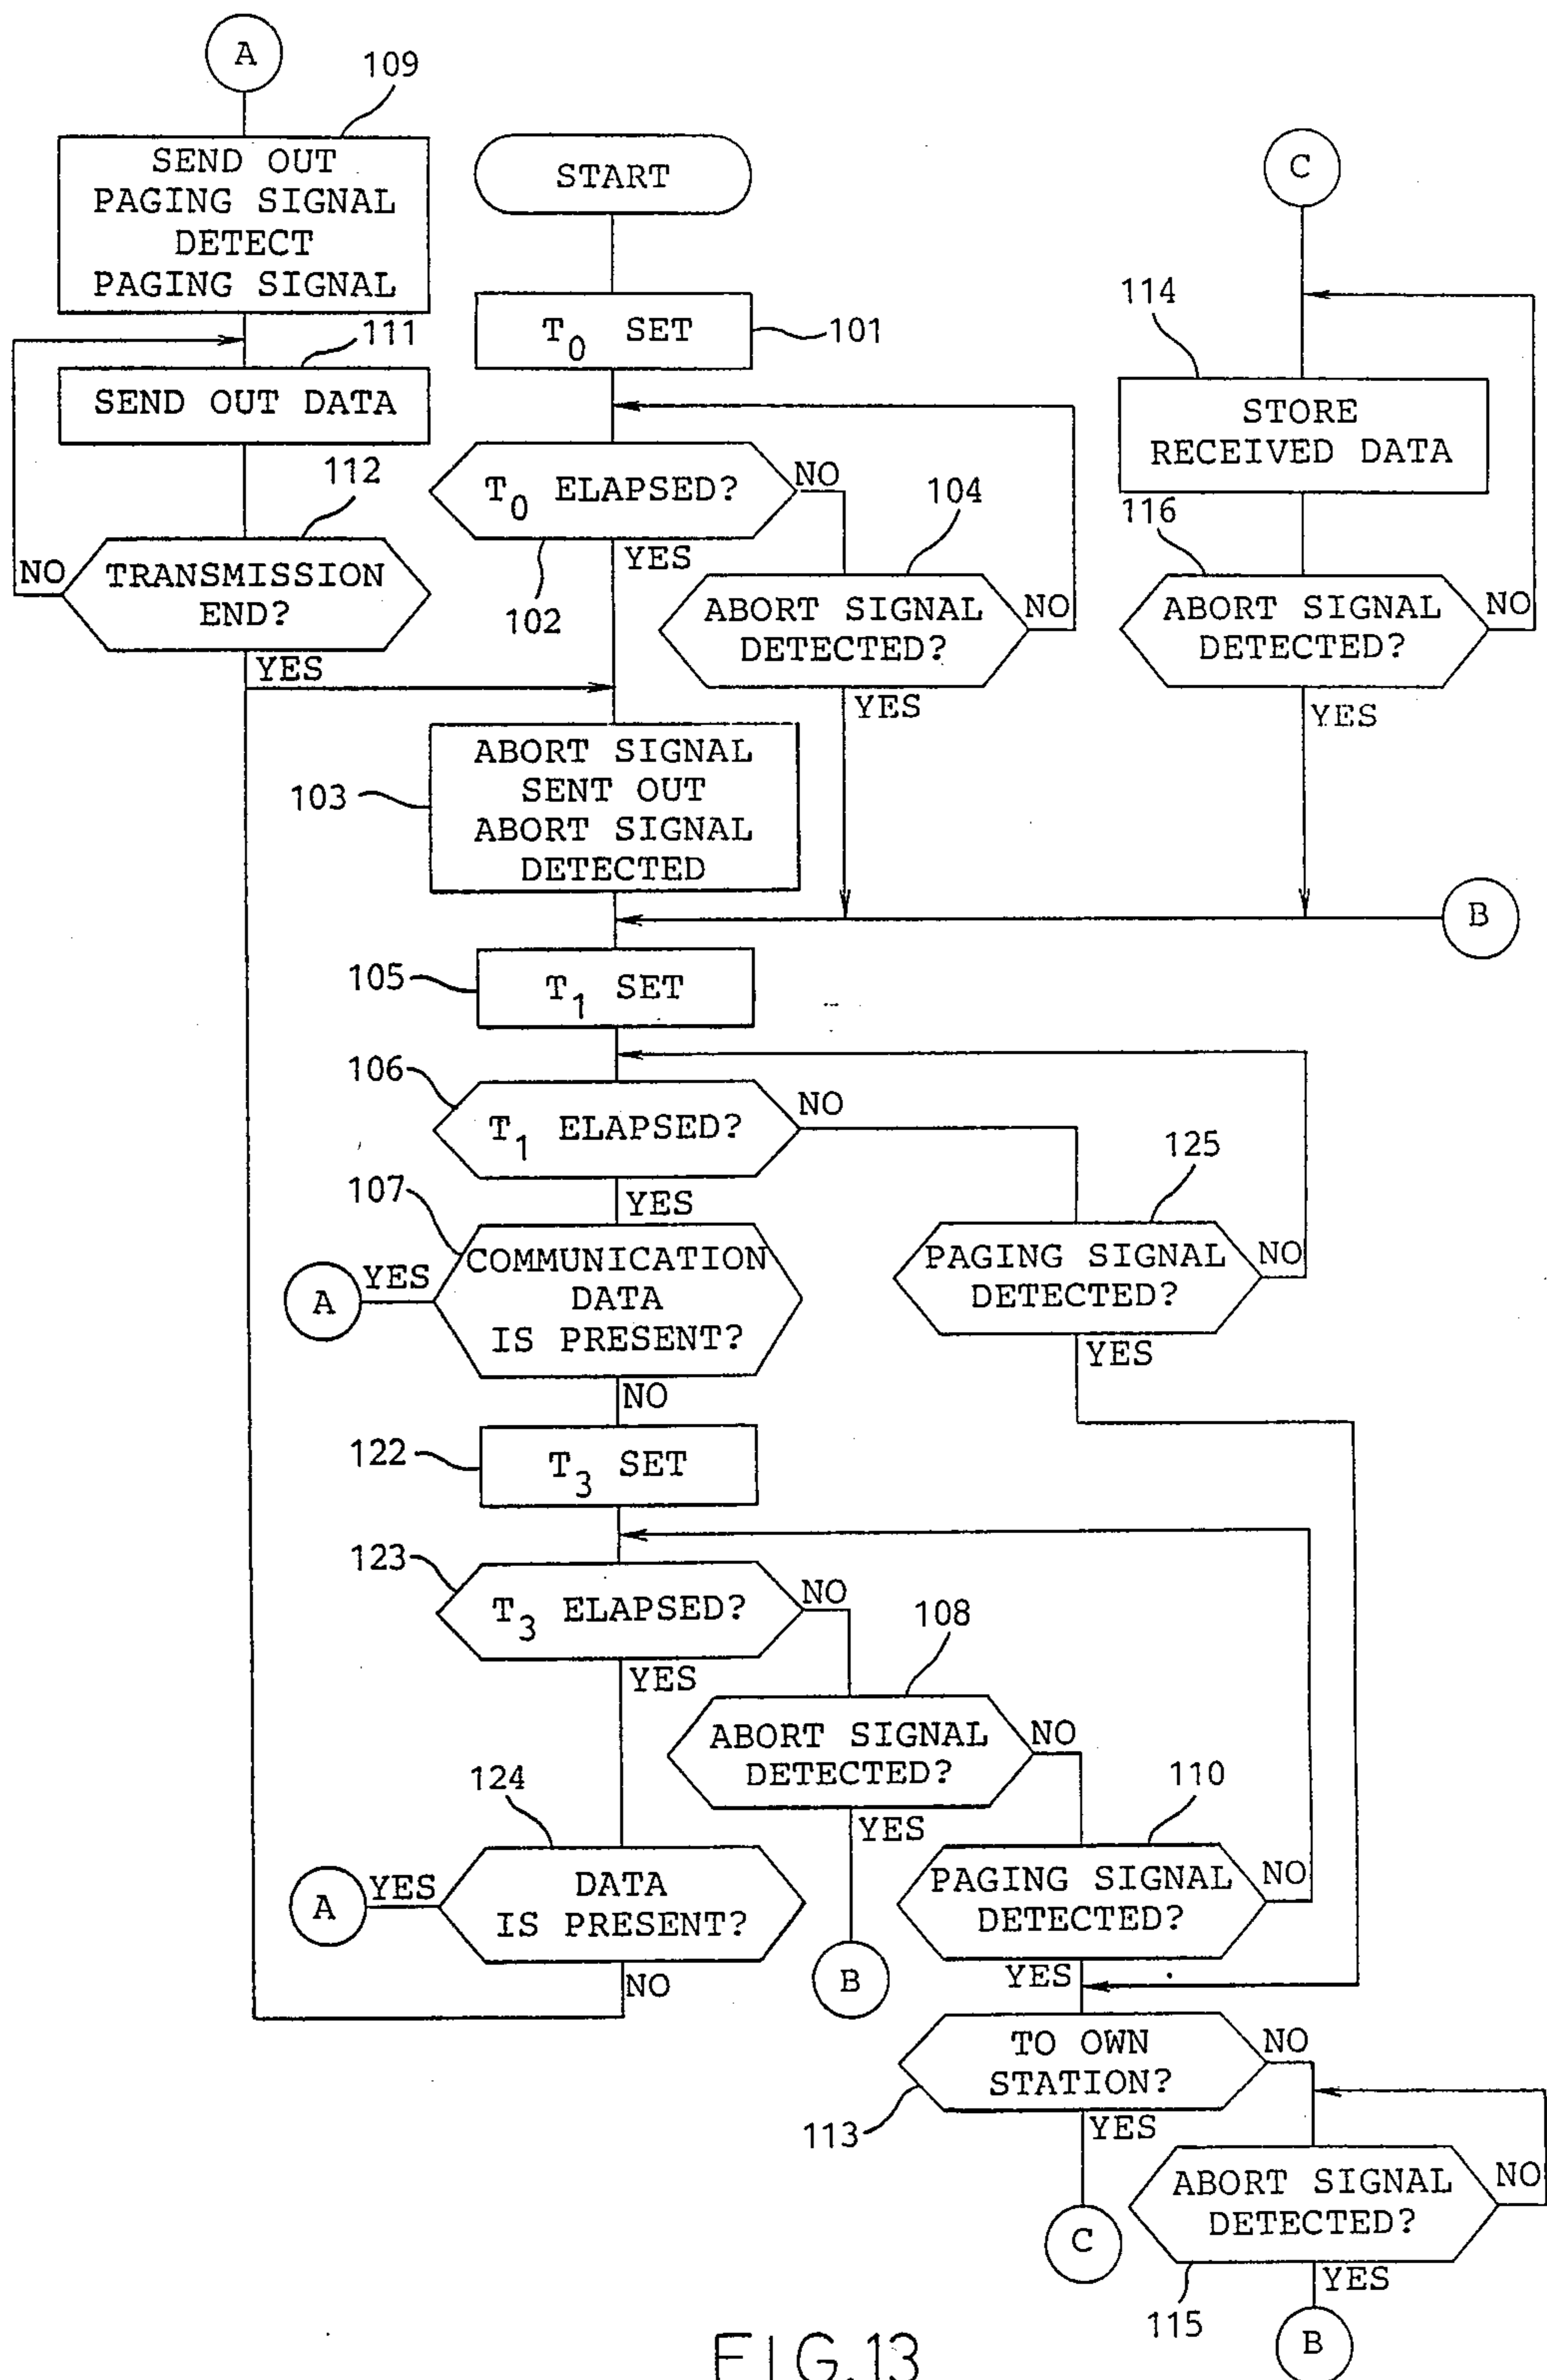 A
109
SEND OUT
PAGING SIGNAL
DETECT
PAGING SIGNAL
111
SEND OUT DATA
112
TRANSMISSION
END?
NO
YES
START
T0 SET
101
T0 ELAPSED?
NO
YES
102
104
ABORT SIGNAL
DETECTED?
NO
YES
C
114
STORE
RECEIVED DATA
116
ABORT SIGNAL
DETECTED?
NO
YES
103
ABORT SIGNAL
SENT OUT
ABORT SIGNAL
DETECTED
B
105
T1 SET
106
T1 ELAPSED?
NO
YES
125
PAGING SIGNAL
DETECTED?
NO
YES
107
COMMUNICATION
DATA
IS PRESENT?
YES
A
NO
122
T3 SET
123
T3 ELAPSED?
NO
YES
108
ABORT SIGNAL
DETECTED?
NO
YES
B
124
DATA
IS PRESENT?
YES
A
NO
110
PAGING SIGNAL
DETECTED?
NO
YES
TO OWN
STATION?
NO
113
YES
C
ABORT SIGNAL
DETECTED?
NO
115
YES
B
FIG.13